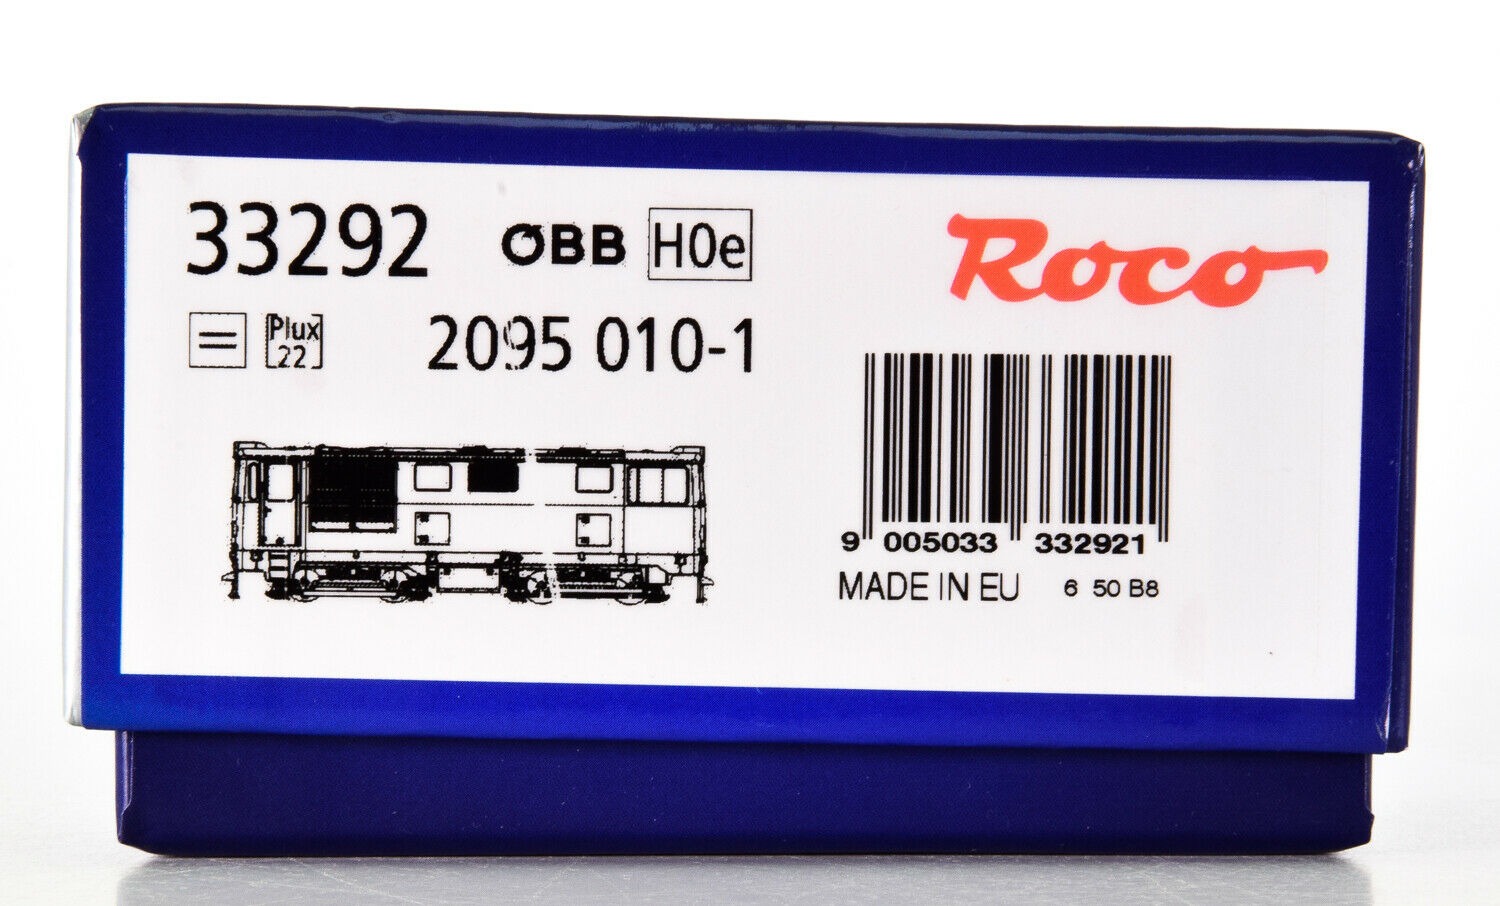 33292 ÖBB H0e Roco
= Plux 22 2095 010-1
9 005033 332921
MADE IN EU 6 50 B8